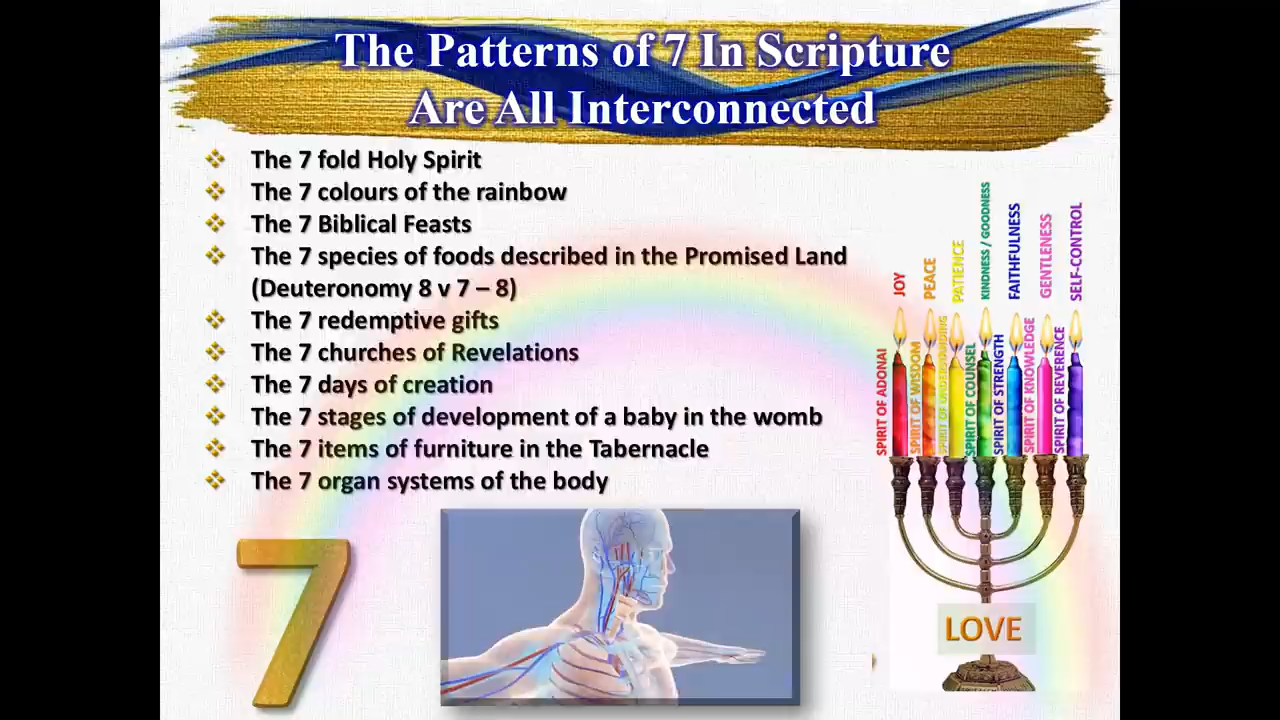 The Patterns of 7 In Scripture
Are All Interconnected
The 7 fold Holy Spirit
The 7 colours of the rainbow
The 7 Biblical Feasts
The 7 species of foods described in the Promised Land
(Deuteronomy 8 v 7 – 8)
The 7 redemptive gifts
The 7 churches of Revelations
The 7 days of creation
The 7 stages of development of a baby in the womb
The 7 items of furniture in the Tabernacle
The 7 organ systems of the body
7
JOY
PEACE
PATIENCE
KINDNESS / GOODNESS
FAITHFULNESS
GENTLENESS
SELF-CONTROL
SPIRIT OF ADONAI
SPIRIT OF WISDOM
SPIRIT OF UNDERSTANDING
SPIRIT OF COUNSEL
SPIRIT OF STRENGTH
SPIRIT OF KNOWLEDGE
SPIRIT OF REVERENCE
LOVE